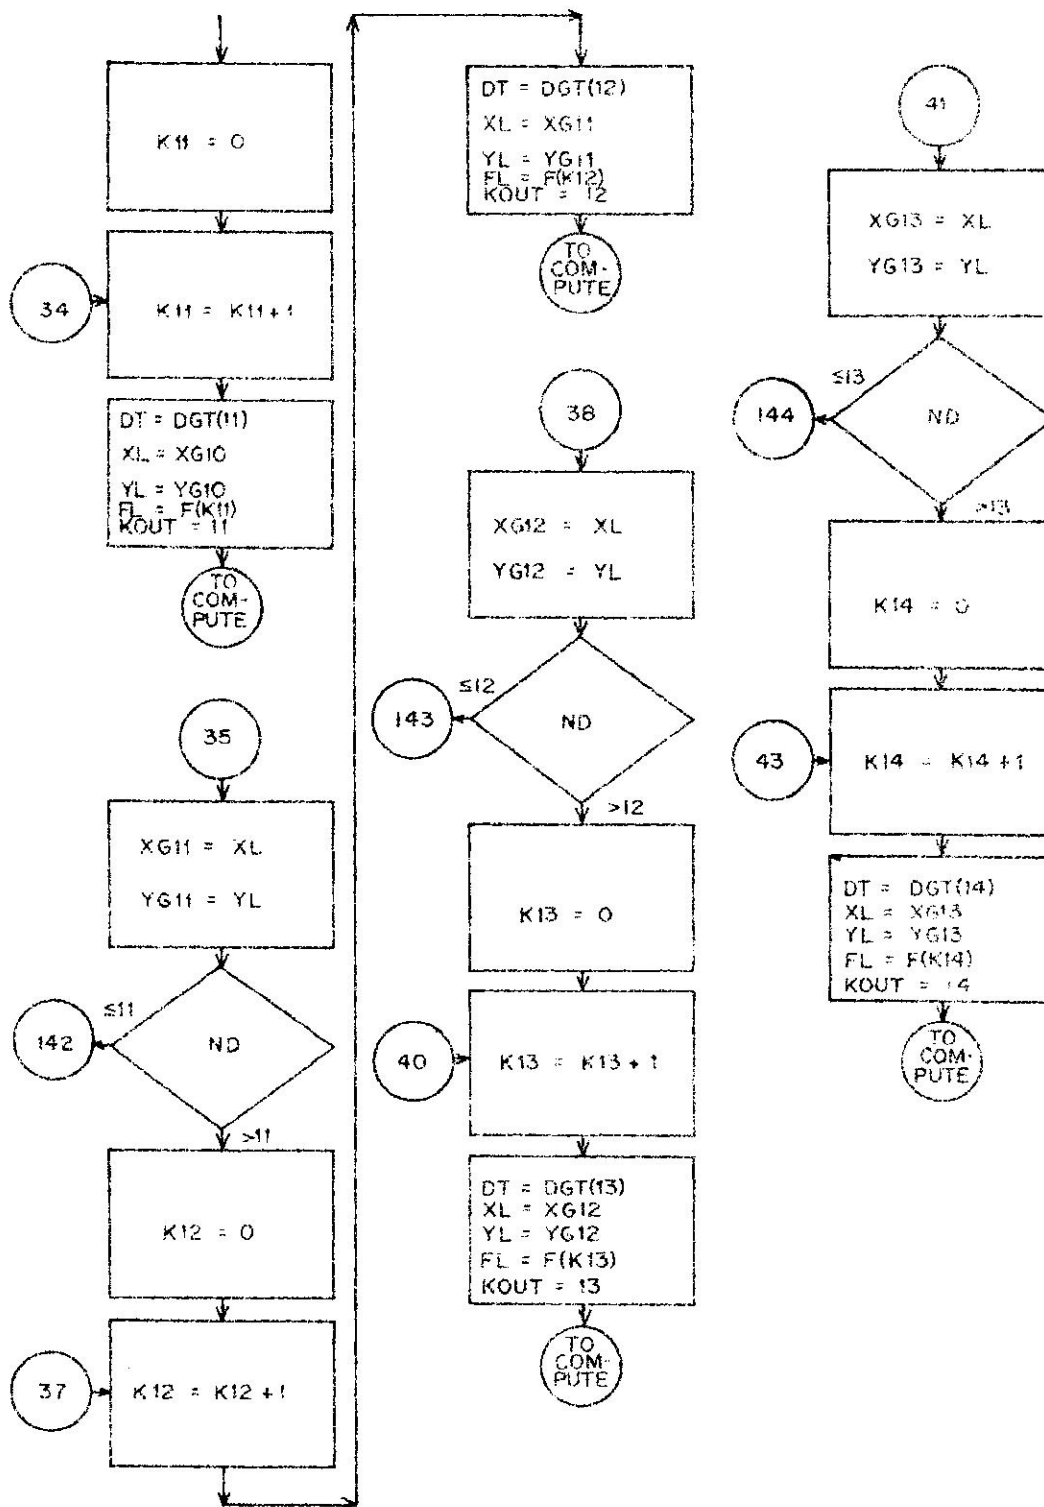 K11 = 0
34
K11 = K11+1
DT = DGT(11)
XL = XG10
YL = YG10
FL = F(K11)
KOUT = 11
TO
COM-
PUTE
35
XG11 = XL
YG11 = YL
≤11
142
ND
>11
K12 = 0
37
K12 = K12+1
DT = DGT(12)
XL = XG11
YL = YG11
FL = F(K12)
KOUT = 12
TO
COM-
PUTE
38
XG12 = XL
YG12 = YL
≤12
143
ND
>12
K13 = 0
40
K13 = K13+1
DT = DGT(13)
XL = XG12
YL = YG12
FL = F(K13)
KOUT = 13
TO
COM-
PUTE
41
XG13 = XL
YG13 = YL
≤13
144
ND
>13
K14 = 0
43
K14 = K14+1
DT = DGT(14)
XL = XG13
YL = YG13
FL = F(K14)
KOUT = 14
TO
COM-
PUTE